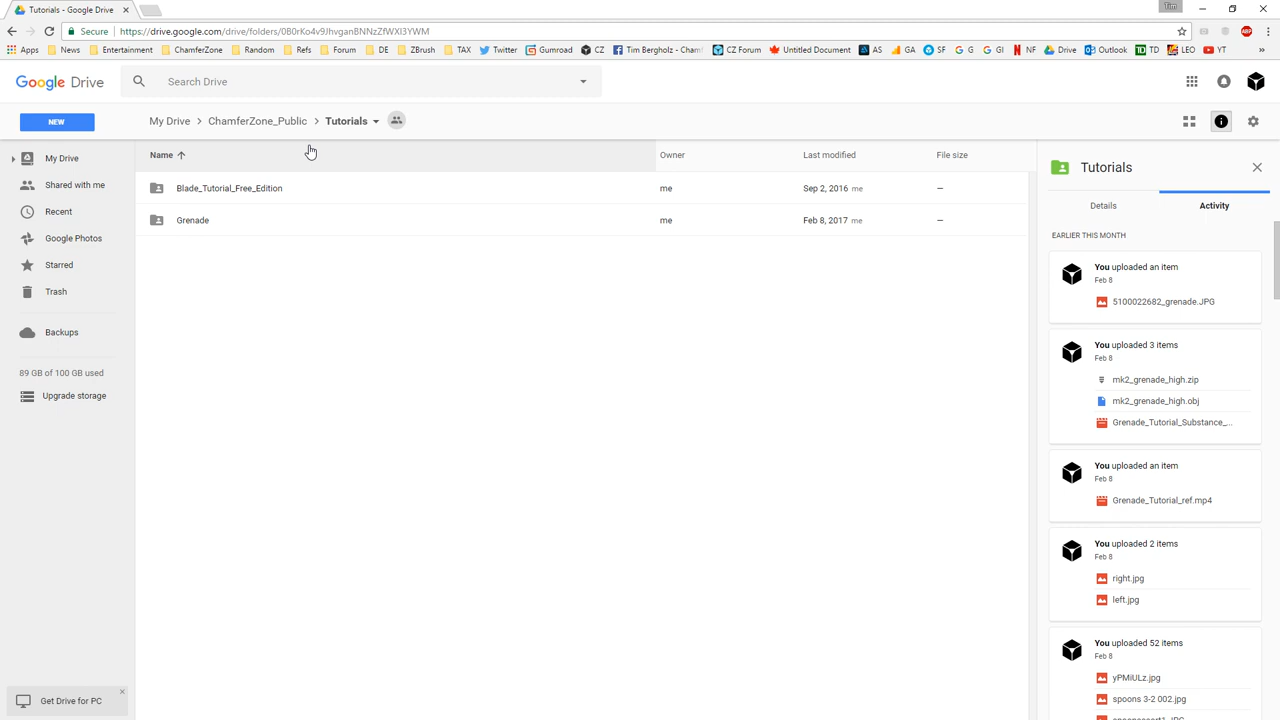 Tutorials - Google Drive
Tim
Secure https://drive.google.com/drive/folders/0B0rKo4v9JhvganBNNzZfWXI3YWM
Apps News Entertainment ChamferZone Random Refs Forum DE ZBrush TAX Twitter Gumroad CZ Tim Bergholz - Cham CZ Forum Untitled Document AS GA SF G GI NF Drive Outlook TD LEO YT »
Google Drive Search Drive
NEW My Drive > ChamferZone_Public > Tutorials
Name Owner Last modified File size
Blade_Tutorial_Free_Edition me Sep 2, 2016 me –
Grenade me Feb 8, 2017 me –
My Drive
Shared with me
Recent
Google Photos
Starred
Trash
Backups
89 GB of 100 GB used
Upgrade storage
Get Drive for PC
Tutorials
Details Activity
EARLIER THIS MONTH
You uploaded an item
Feb 8
5100022682_grenade.JPG
You uploaded 3 items
Feb 8
mk2_grenade_high.zip
mk2_grenade_high.obj
Grenade_Tutorial_Substance_...
You uploaded an item
Feb 8
Grenade_Tutorial_ref.mp4
You uploaded 2 items
Feb 8
right.jpg
left.jpg
You uploaded 52 items
Feb 8
yPMiULz.jpg
spoons 3-2 002.jpg